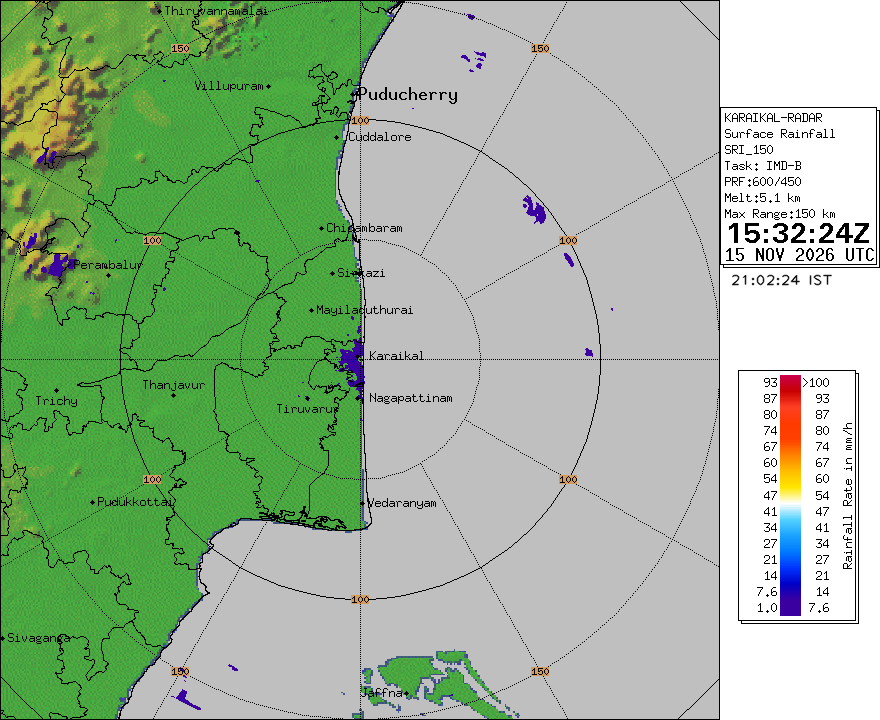 Thiruvannamalai
150
150
Villupuram
Puducherry
100
Cuddalore
Chidambaram
100
100
Perambalur
Sirkazi
Mayiladuthurai
Karaikal
Thanjavur
Trichy
Nagapattinam
Tiruvarur
100
100
Pudukkottai
Vedaranyam
100
Sivaganga
150
150
Jaffna
KARAIKAL-RADAR
Surface Rainfall
SRI_150
Task: IMD-B
PRF:600/450
Melt:5.1 km
Max Range:150 km
15:32:24Z
15 NOV 2026 UTC
21:02:24 IST
93 >100
87 93
80 87
74 80
67 74
60 67
54 60
47 54
41 47
34 41
27 34
21 27
14 21
7.6 14
1.0 7.6
Rainfall Rate in mm/h